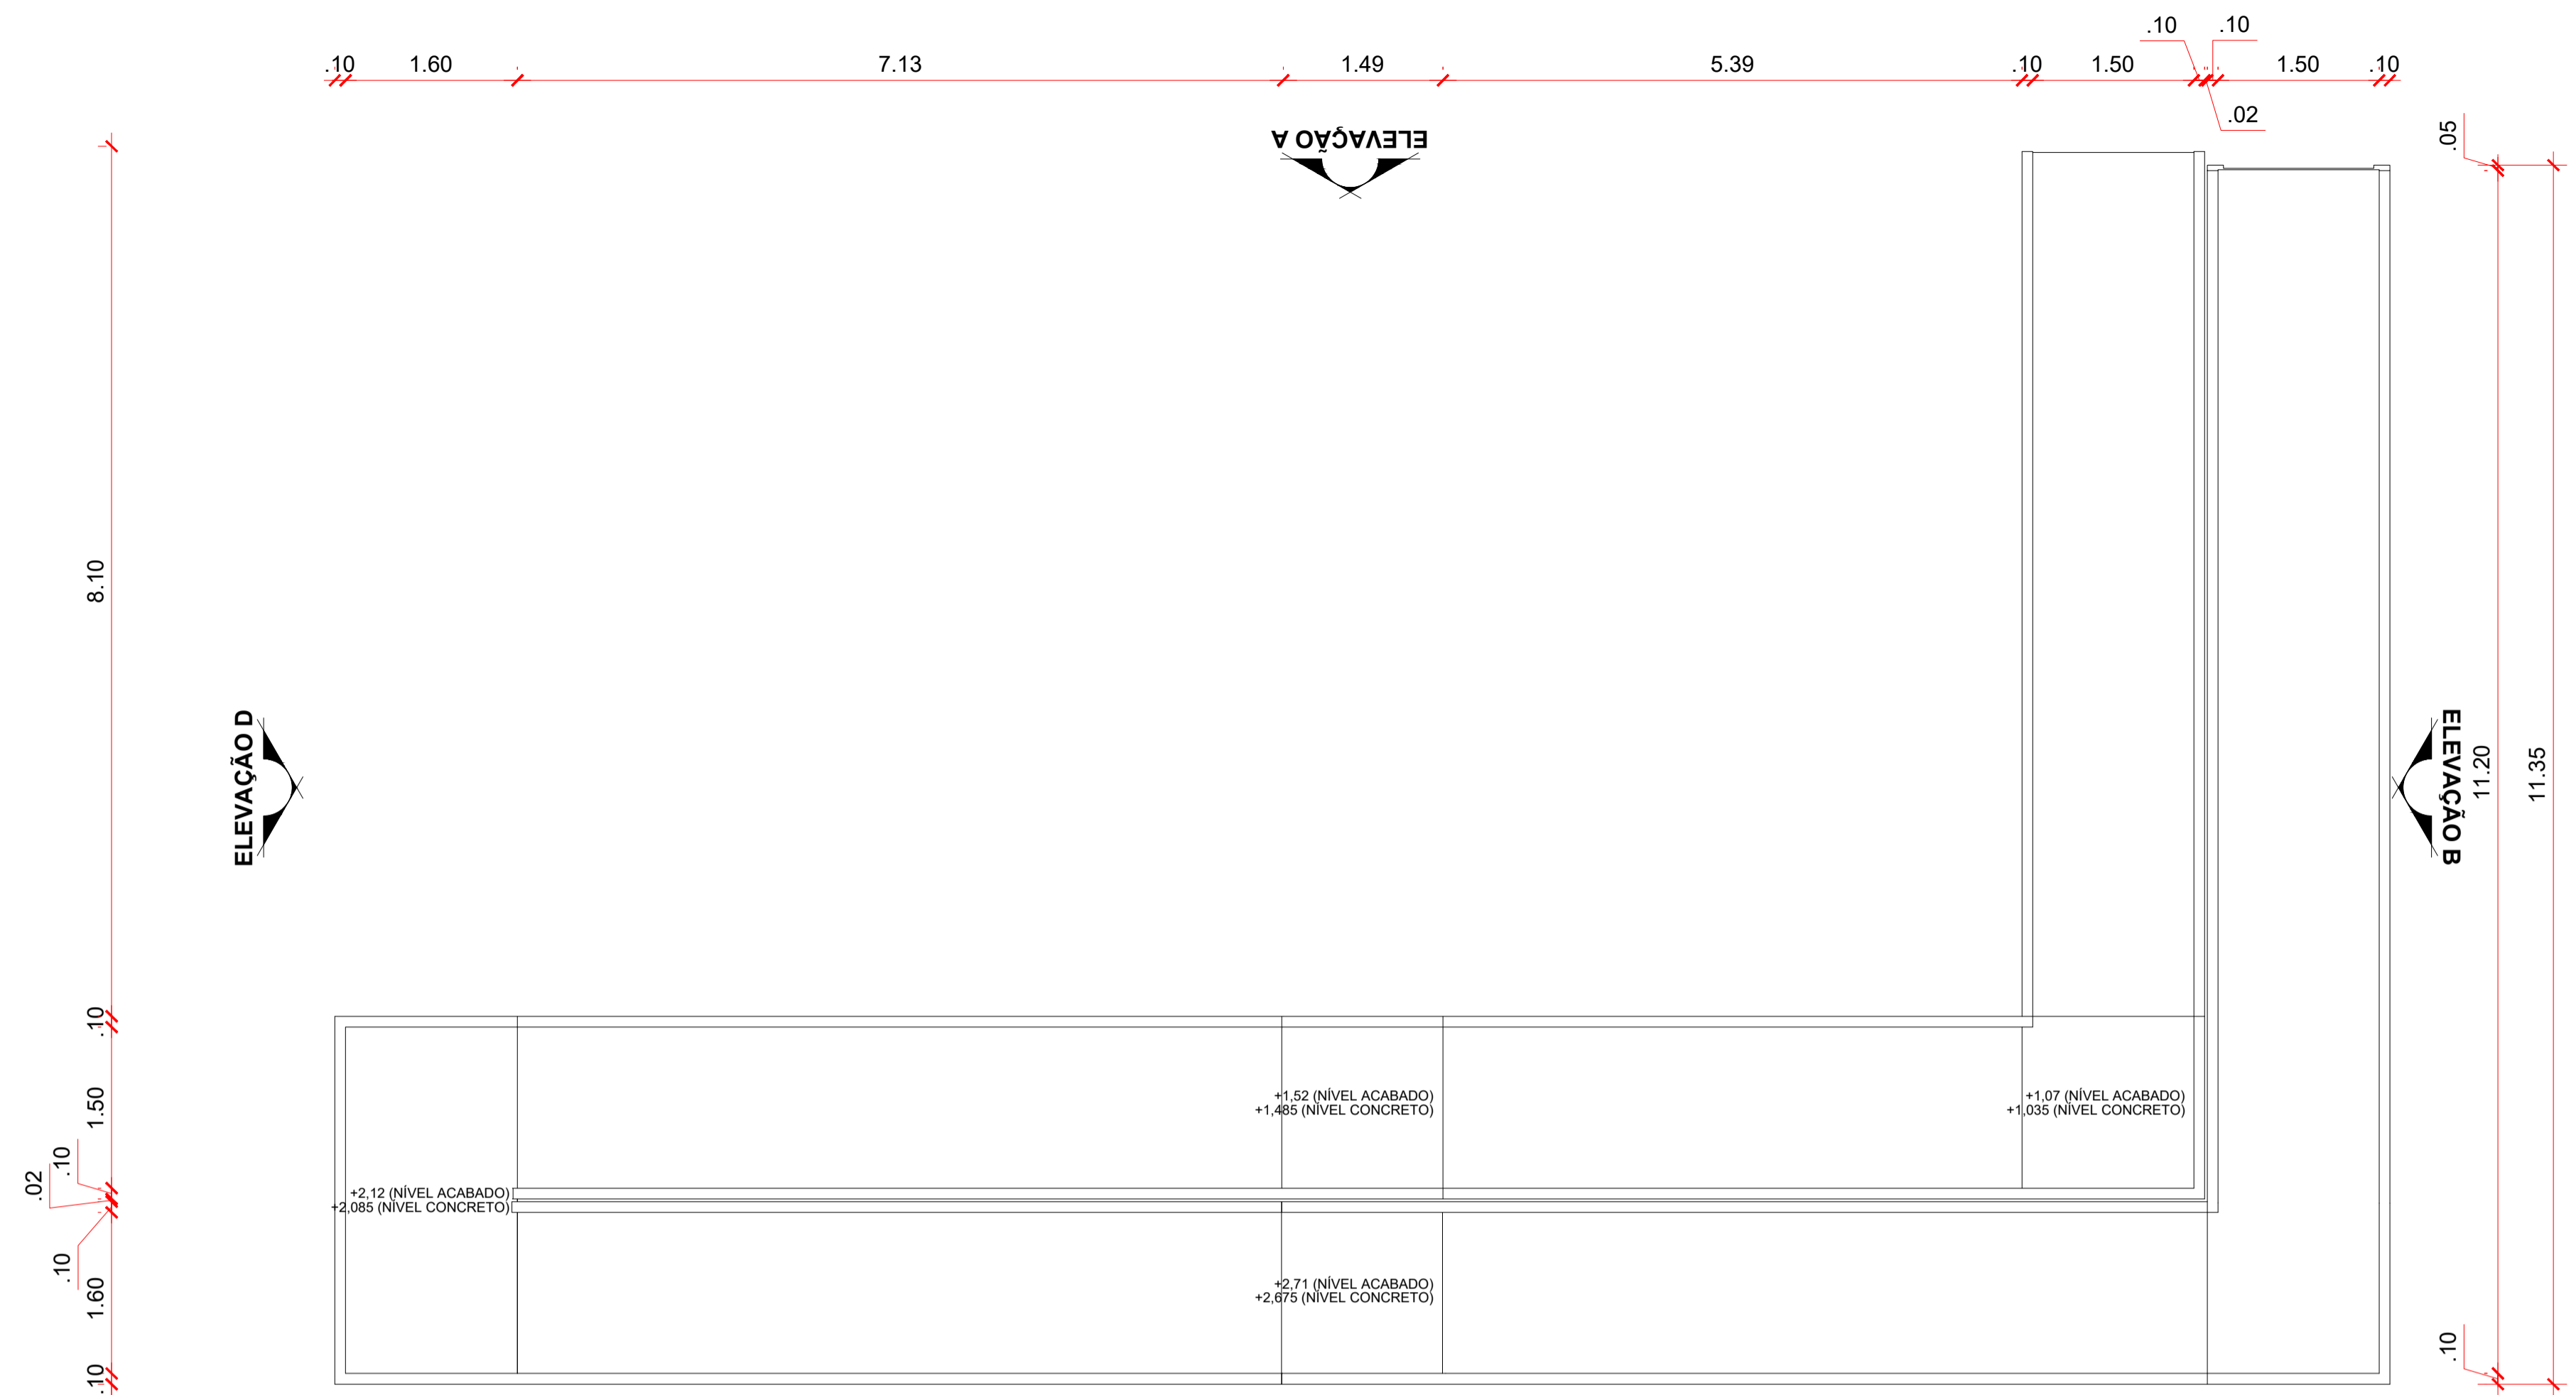 .10
.10
.10
1.60
7.13
1.49
5.39
.10
1.50
1.50
.10
.02
.05
ELEVAÇÃO A
8.10
ELEVAÇÃO D
ELEVAÇÃO B
11.20
11.35
.10
1.50
.10
.02
.10
1.60
.10
+1,52 (NÍVEL ACABADO)
+1,485 (NÍVEL CONCRETO)
+1,07 (NÍVEL ACABADO)
+1,035 (NÍVEL CONCRETO)
+2,12 (NÍVEL ACABADO)
+2,085 (NÍVEL CONCRETO)
+2,71 (NÍVEL ACABADO)
+2,675 (NÍVEL CONCRETO)
.10